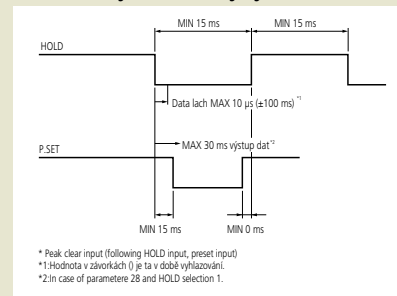 MIN 15 ms
MIN 15 ms
HOLD
Data lach MAX 10 µs (±100 ms) *1
MAX 30 ms výstup dat*2
P.SET
MIN 15 ms
MIN 0 ms
* Peak clear input (following HOLD input, preset input)
*1:Hodnota v závorkách () je ta v době vyhlazování.
*2:In case of parametere 28 and HOLD selection 1.